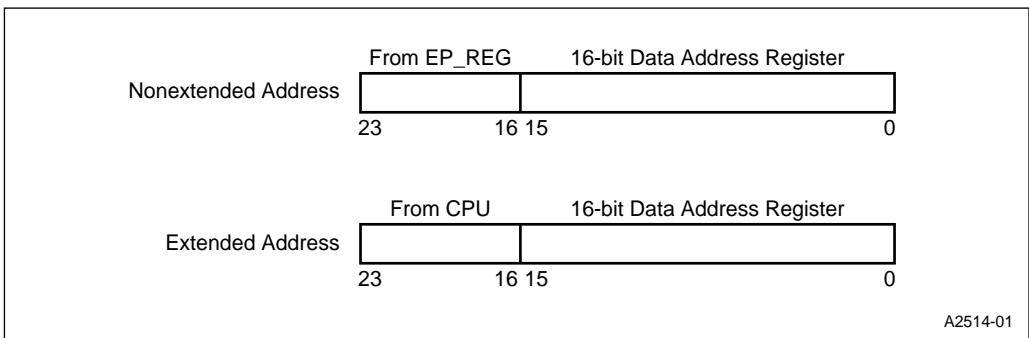 From EP_REG 16-bit Data Address Register
Nonextended Address
23 16 15 0
From CPU 16-bit Data Address Register
Extended Address
23 16 15 0
A2514-01